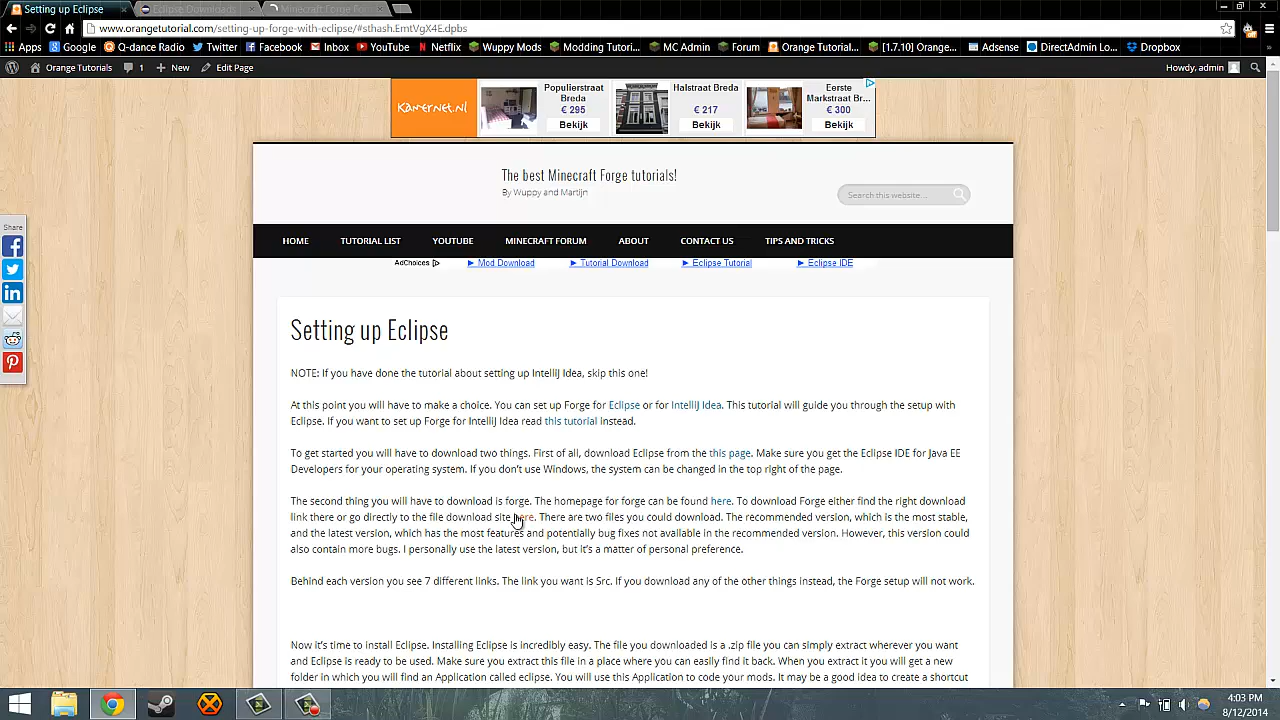 Setting up Eclipse
Eclipse Downloads
Minecraft Forge Fo
www.orangetutorial.com/setting-up-forge-with-eclipse/#sthash.EmtVgX4E.dpbs
Apps Google Q-dance Radio Twitter Facebook Inbox YouTube Netflix Wuppy Mods Modding Tutori... MC Admin Forum Orange Tutorial... [1.7.10] Orange... Adsense DirectAdmin Lo... Dropbox
Orange Tutorials 1 + New Edit Page Howdy, admin
KAMERNET.NL
Populierstraat Breda
€ 295
Bekijk
Halstraat Breda
€ 217
Bekijk
Eerste Markstraat Br...
€ 300
Bekijk
The best Minecraft Forge tutorials!
By Wuppy and Martijn
Search this website...
Share
HOME TUTORIAL LIST YOUTUBE MINECRAFT FORUM ABOUT CONTACT US TIPS AND TRICKS
AdChoices Mod Download Tutorial Download Eclipse Tutorial Eclipse IDE
Setting up Eclipse
NOTE: If you have done the tutorial about setting up IntelliJ Idea, skip this one!
At this point you will have to make a choice. You can set up Forge for Eclipse or for IntelliJ Idea. This tutorial will guide you through the setup with
Eclipse. If you want to set up Forge for IntelliJ Idea read this tutorial instead.
To get started you will have to download two things. First of all, download Eclipse from the this page. Make sure you get the Eclipse IDE for Java EE
Developers for your operating system. If you don't use Windows, the system can be changed in the top right of the page.
The second thing you will have to download is forge. The homepage for forge can be found here. To download Forge either find the right download
link there or go directly to the file download site here. There are two files you could download. The recommended version, which is the most stable,
and the latest version, which has the most features and potentially bug fixes not available in the recommended version. However, this version could
also contain more bugs. I personally use the latest version, but it's a matter of personal preference.
Behind each version you see 7 different links. The link you want is Src. If you download any of the other things instead, the Forge setup will not work.
Now it's time to install Eclipse. Installing Eclipse is incredibly easy. The file you downloaded is a .zip file you can simply extract wherever you want
and Eclipse is ready to be used. Make sure you extract this file in a place where you can easily find it back. When you extract it you will get a new
folder in which you will find an Application called eclipse. You will use this Application to code your mods. It may be a good idea to create a shortcut
4:03 PM
8/12/2014